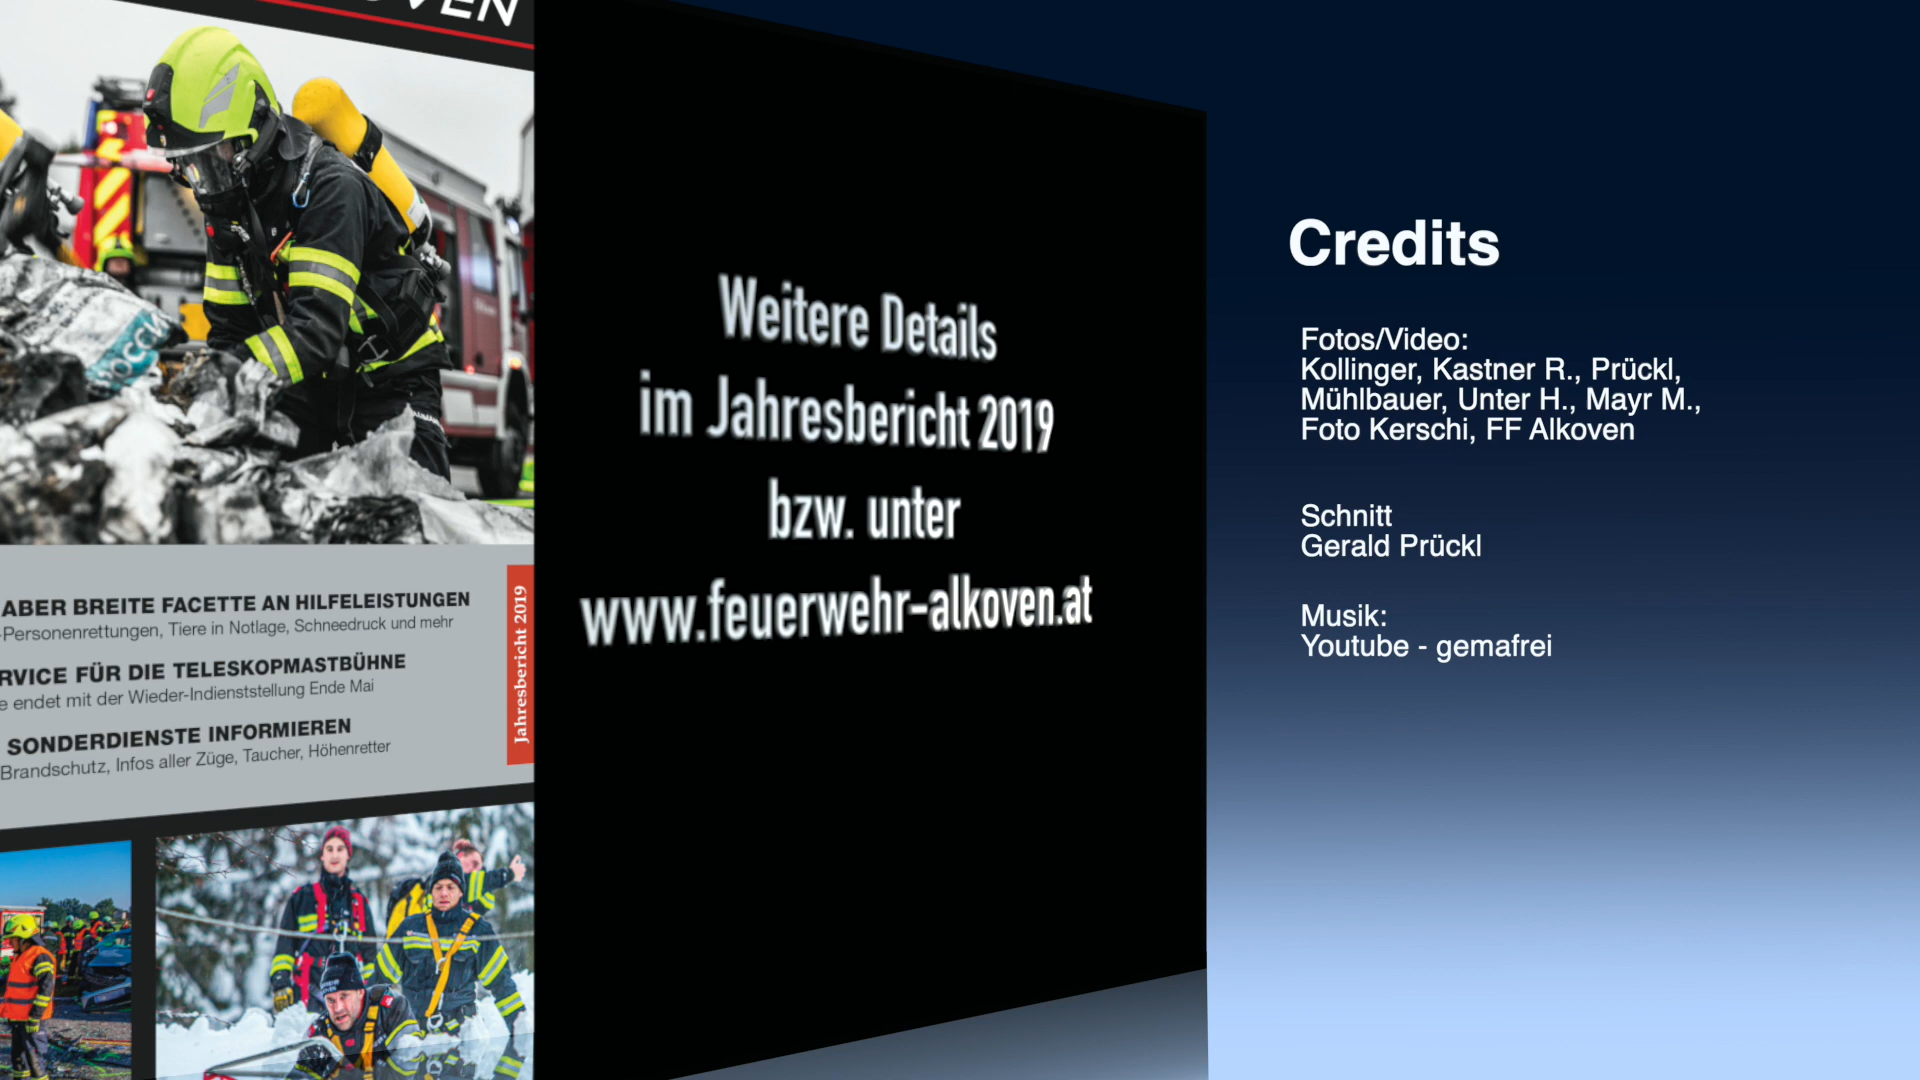 OVEN
OCCI
ABER BREITE FACETTE AN HILFELEISTUNGEN
Personenrettungen, Tiere in Notlage, Schneedruck und mehr
RVICE FÜR DIE TELESKOPMASTBÜHNE
e endet mit der Wieder-Indienststellung Ende Mai
SONDERDIENSTE INFORMIEREN
Brandschutz, Infos aller Züge, Taucher, Höhenretter
Jahresbericht 2019
Weitere Details
im Jahresbericht 2019
bzw. unter
www.feuerwehr-alkoven.at
Credits
Fotos/Video:
Kollinger, Kastner R., Prückl,
Mühlbauer, Unter H., Mayr M.,
Foto Kerschi, FF Alkoven
Schnitt
Gerald Prückl
Musik:
Youtube - gemafrei